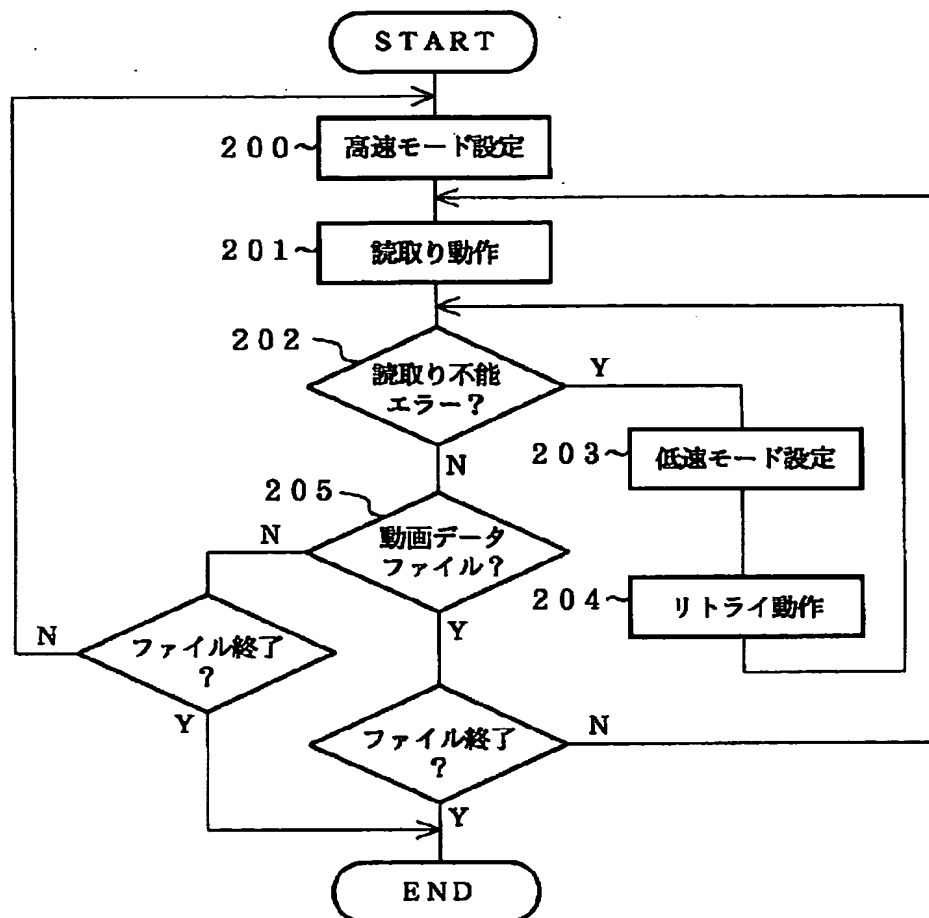 START
200~
高速モード設定
201~
読取り動作
202
読取り不能
エラー?
Y
203~
低速モード設定
N
205
動画データ
ファイル?
N
204~
リトライ動作
Y
N
ファイル終了
?
Y
ファイル終了
?
N
Y
END